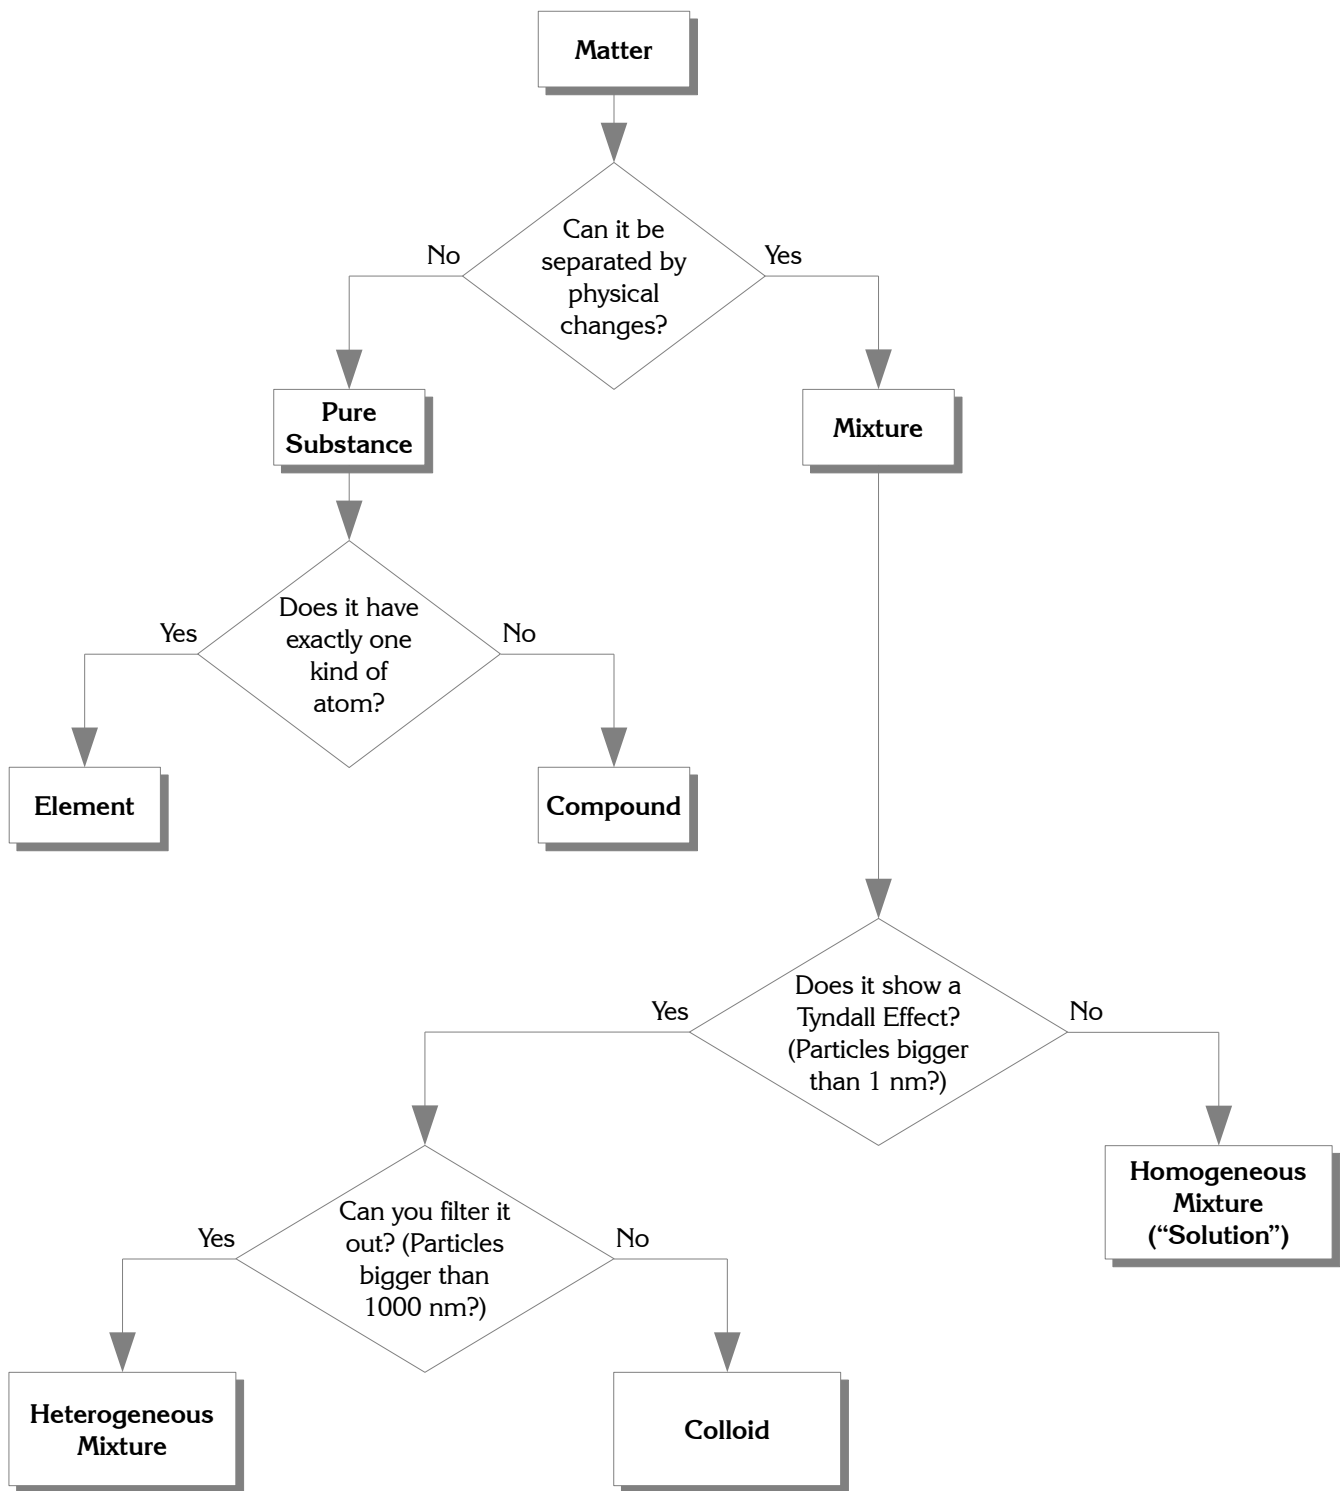 Matter
Can it be
separated by
physical
changes?
No
Yes
Pure
Substance
Mixture
Does it have
exactly one
kind of
atom?
Yes
No
Element
Compound
Does it show a
Tyndall Effect?
(Particles bigger
than 1 nm?)
Yes
No
Homogeneous
Mixture
(“Solution”)
Can you filter it
out? (Particles
bigger than
1000 nm?)
Yes
No
Heterogeneous
Mixture
Colloid